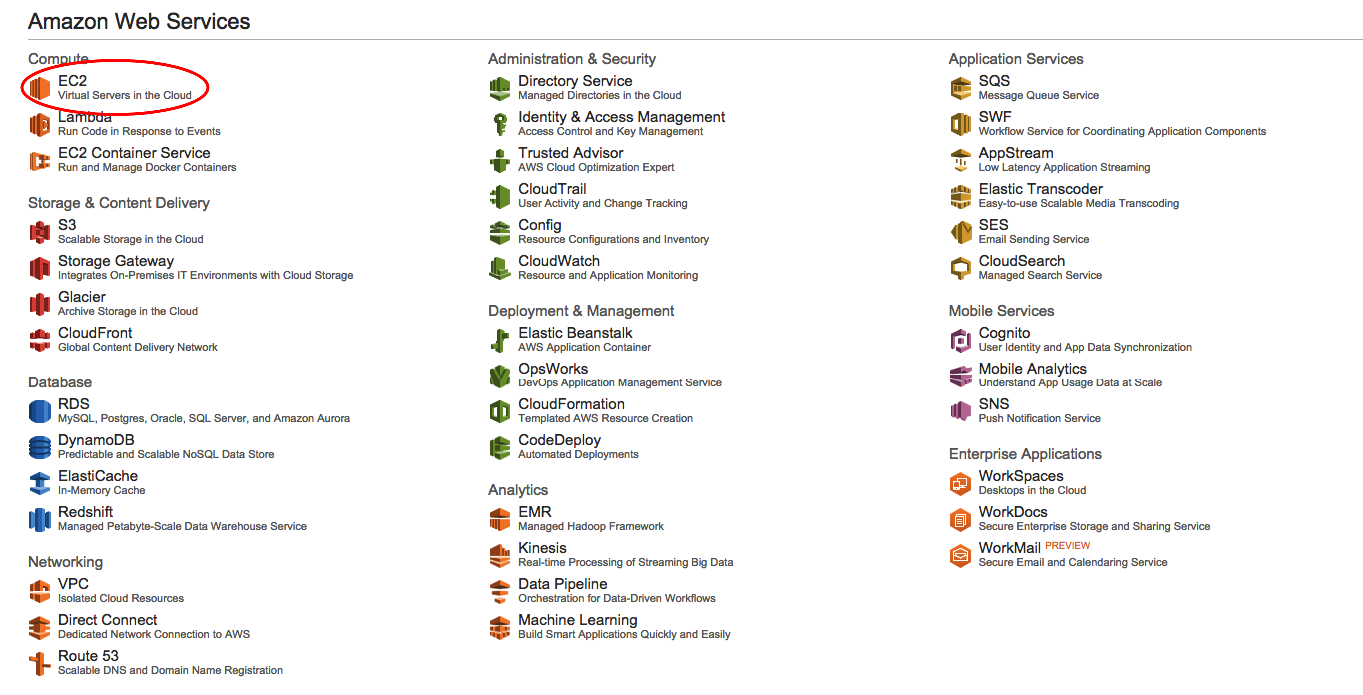 Amazon Web Services
Compute
EC2
Virtual Servers in the Cloud
Lambda
Run Code in Response to Events
EC2 Container Service
Run and Manage Docker Containers
Storage & Content Delivery
S3
Scalable Storage in the Cloud
Storage Gateway
Integrates On-Premises IT Environments with Cloud Storage
Glacier
Archive Storage in the Cloud
CloudFront
Global Content Delivery Network
Database
RDS
MySQL, Postgres, Oracle, SQL Server, and Amazon Aurora
DynamoDB
Predictable and Scalable NoSQL Data Store
ElastiCache
In-Memory Cache
Redshift
Managed Petabyte-Scale Data Warehouse Service
Networking
VPC
Isolated Cloud Resources
Direct Connect
Dedicated Network Connection to AWS
Route 53
Scalable DNS and Domain Name Registration
Administration & Security
Directory Service
Managed Directories in the Cloud
Identity & Access Management
Access Control and Key Management
Trusted Advisor
AWS Cloud Optimization Expert
CloudTrail
User Activity and Change Tracking
Config
Resource Configurations and Inventory
CloudWatch
Resource and Application Monitoring
Deployment & Management
Elastic Beanstalk
AWS Application Container
OpsWorks
DevOps Application Management Service
CloudFormation
Templated AWS Resource Creation
CodeDeploy
Automated Deployments
Analytics
EMR
Managed Hadoop Framework
Kinesis
Real-time Processing of Streaming Big Data
Data Pipeline
Orchestration for Data-Driven Workflows
Machine Learning
Build Smart Applications Quickly and Easily
Application Services
SQS
Message Queue Service
SWF
Workflow Service for Coordinating Application Components
AppStream
Low Latency Application Streaming
Elastic Transcoder
Easy-to-use Scalable Media Transcoding
SES
Email Sending Service
CloudSearch
Managed Search Service
Mobile Services
Cognito
User Identity and App Data Synchronization
Mobile Analytics
Understand App Usage Data at Scale
SNS
Push Notification Service
Enterprise Applications
WorkSpaces
Desktops in the Cloud
WorkDocs
Secure Enterprise Storage and Sharing Service
WorkMail PREVIEW
Secure Email and Calendaring Service